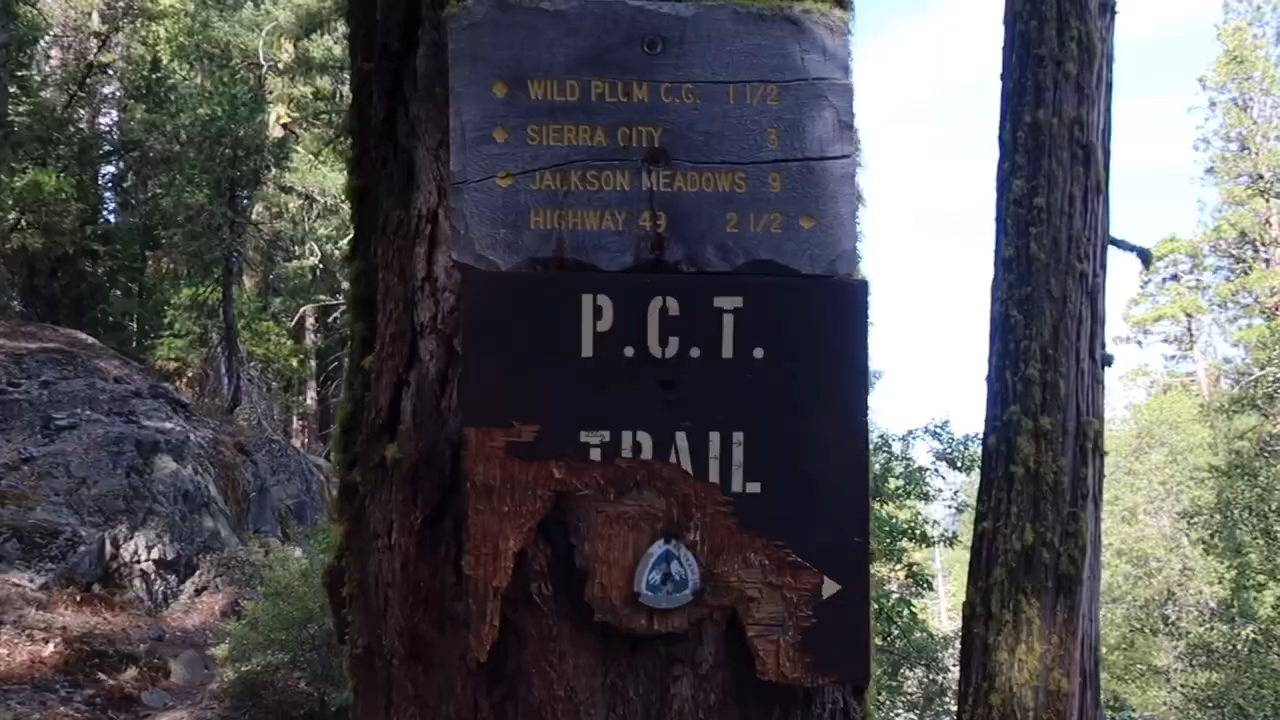 WILD PLUM C.G. 1 1/2
SIERRA CITY 3
JACKSON MEADOWS 9
HIGHWAY 49 2 1/2
P.C.T.
TRAIL